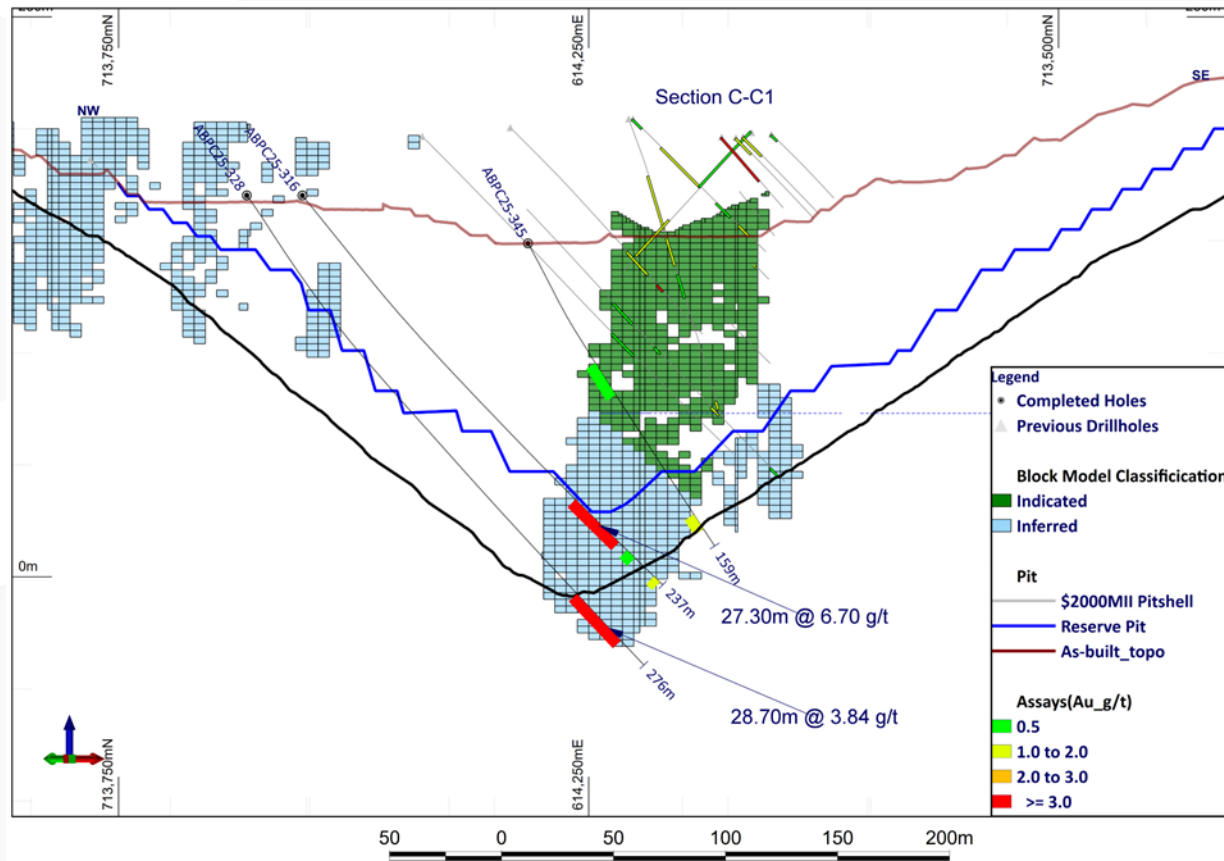 713,750mN
614,250mE
713,500mN
SE
NW
Section C-C1
ABPC25-328
ABPC25-316
ABPC25-345
Legend
Completed Holes
Previous Drillholes
Block Model Classificication
Indicated
Inferred
0m
Pit
159m
$2000MII Pitshell
237m
27.30m @ 6.70 g/t
Reserve Pit
As-built_topo
276m
28.70m @ 3.84 g/t
Assays(Au_g/t)
0.5
1.0 to 2.0
2.0 to 3.0
>= 3.0
713,750mN
614,250mE
50 0 50 100 150 200m